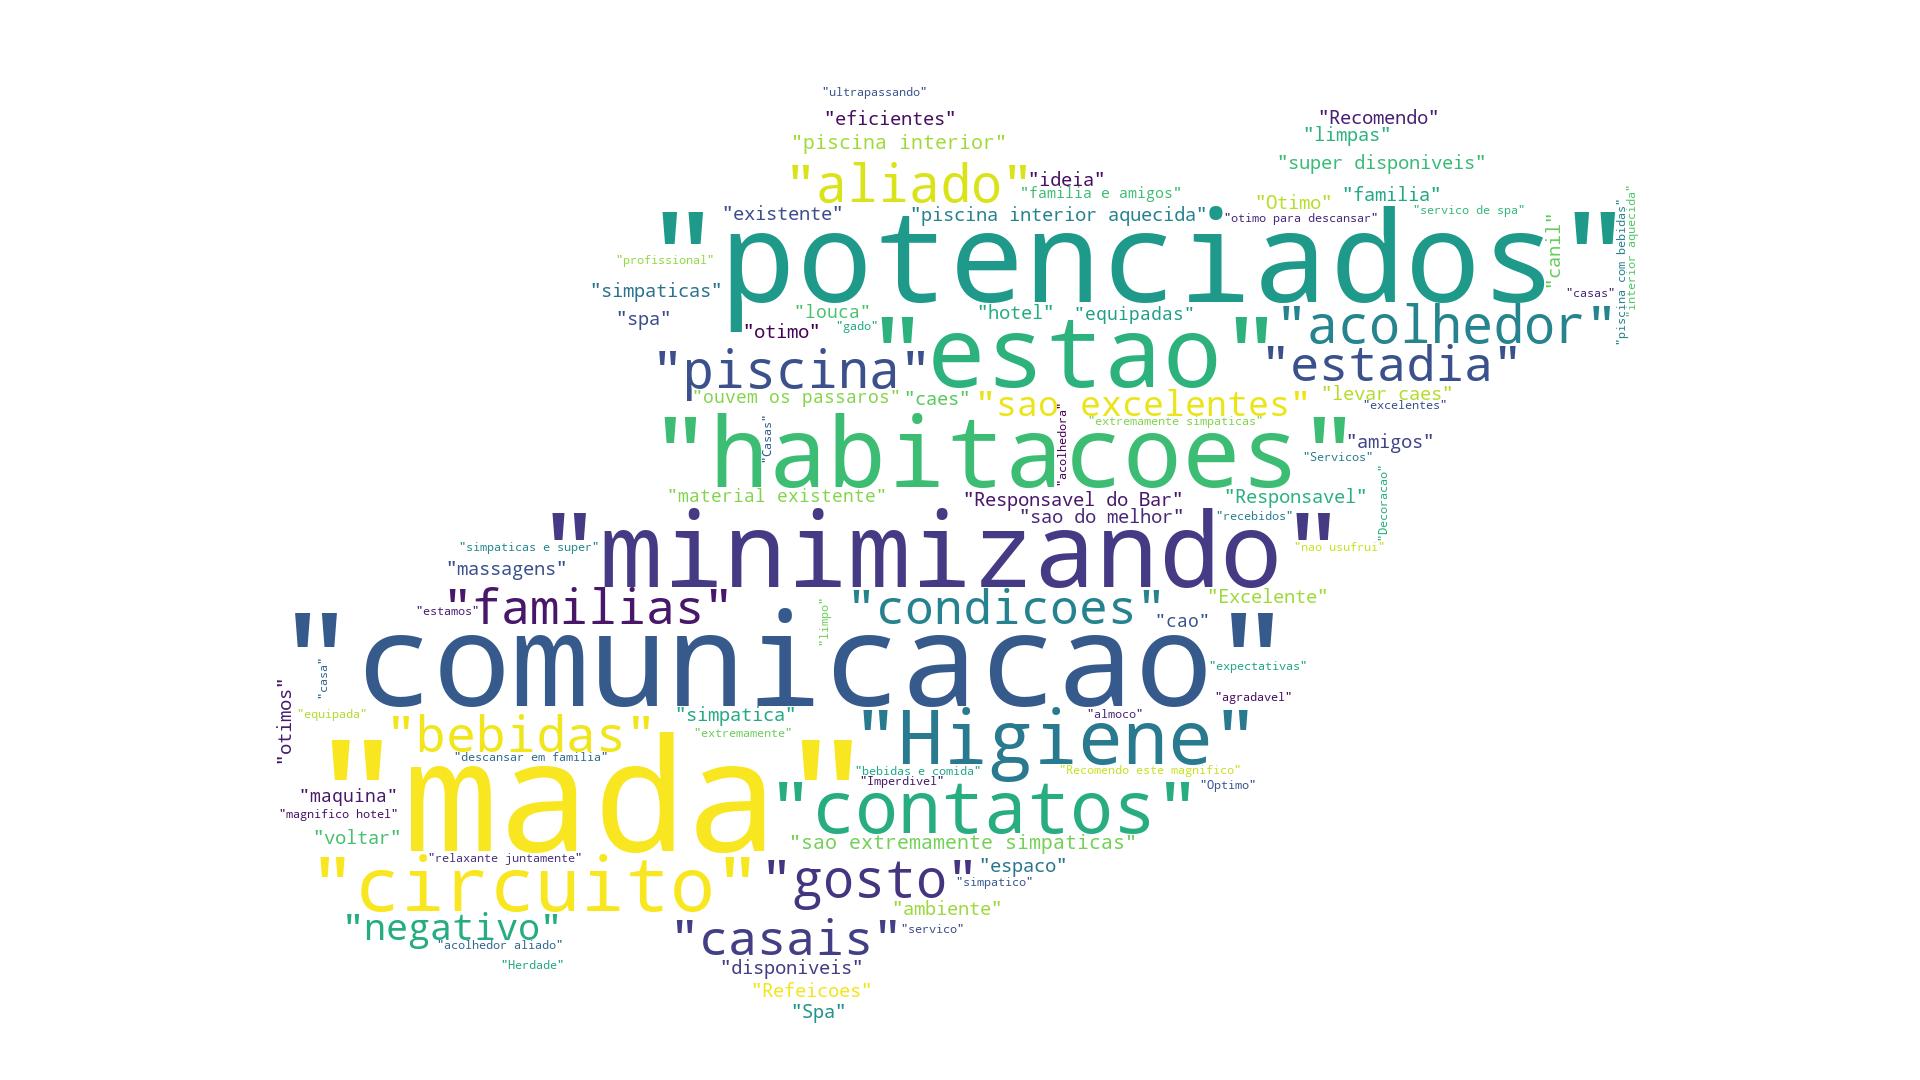 "ultrapassando"
"eficientes"
"Recomendo"
"limpas"
"piscina interior"
"super disponiveis"
"aliado"
"ideia"
"familia e amigos"
"Otimo"
"familia"
"existente"
"piscina interior aquecida"
"otimo para descansar"
"servico de spa"
"potenciados"
"canil"
"piscina com bebidas"
"interior aquecida"
"profissional"
"simpaticas"
"casas"
"spa"
"louca"
"hotel"
"equipadas"
"otimo"
"gado"
"acolhedor"
"estao"
"piscina"
"estadia"
"ouvem os passaros"
"caes"
"sao excelentes"
"levar caes"
"excelentes"
"extremamente simpaticas"
"Casas"
"habitacoes"
"acolhedora"
"amigos"
"Servicos"
"material existente"
"Responsavel do Bar"
"Responsavel"
"Decoracao"
"sao do melhor"
"recebidos"
"simpaticas e super"
"minimizando"
"nao usufrui"
"massagens"
"estamos"
"familias"
"condicoes"
"Excelente"
"limpo"
"cao"
"comunicacao"
"casa"
"expectativas"
"agradavel"
"otimos"
"equipada"
"simpatica"
"almoco"
"bebidas"
"extremamente"
"Higiene"
"descansar em familia"
"bebidas e comida"
"Recomendo este magnifico"
"Imperdivel"
"Optimo"
"mada"
"maquina"
"contatos"
"magnifico hotel"
"voltar"
"sao extremamente simpaticas"
"relaxante juntamente"
"circuito"
"gosto"
"espaco"
"simpatico"
"ambiente"
"negativo"
"casais"
"servico"
"acolhedor aliado"
"Herdade"
"disponiveis"
"Refeicoes"
"Spa"